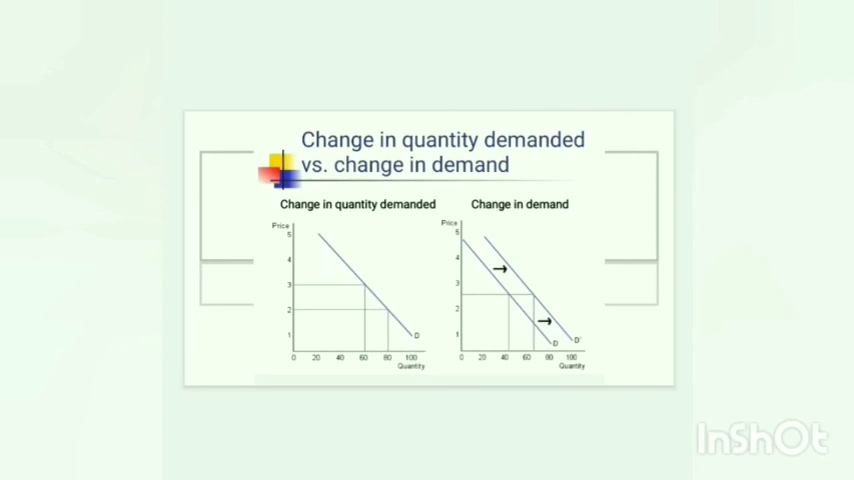 Change in quantity demanded
vs. change in demand
Change in quantity demanded
Price
5
4
3
2
1
0 20 40 60 80 100
Quantity
D
Change in demand
Price
5
4
3
2
1
0 20 40 60 80 100
Quantity
D D'
InShOt